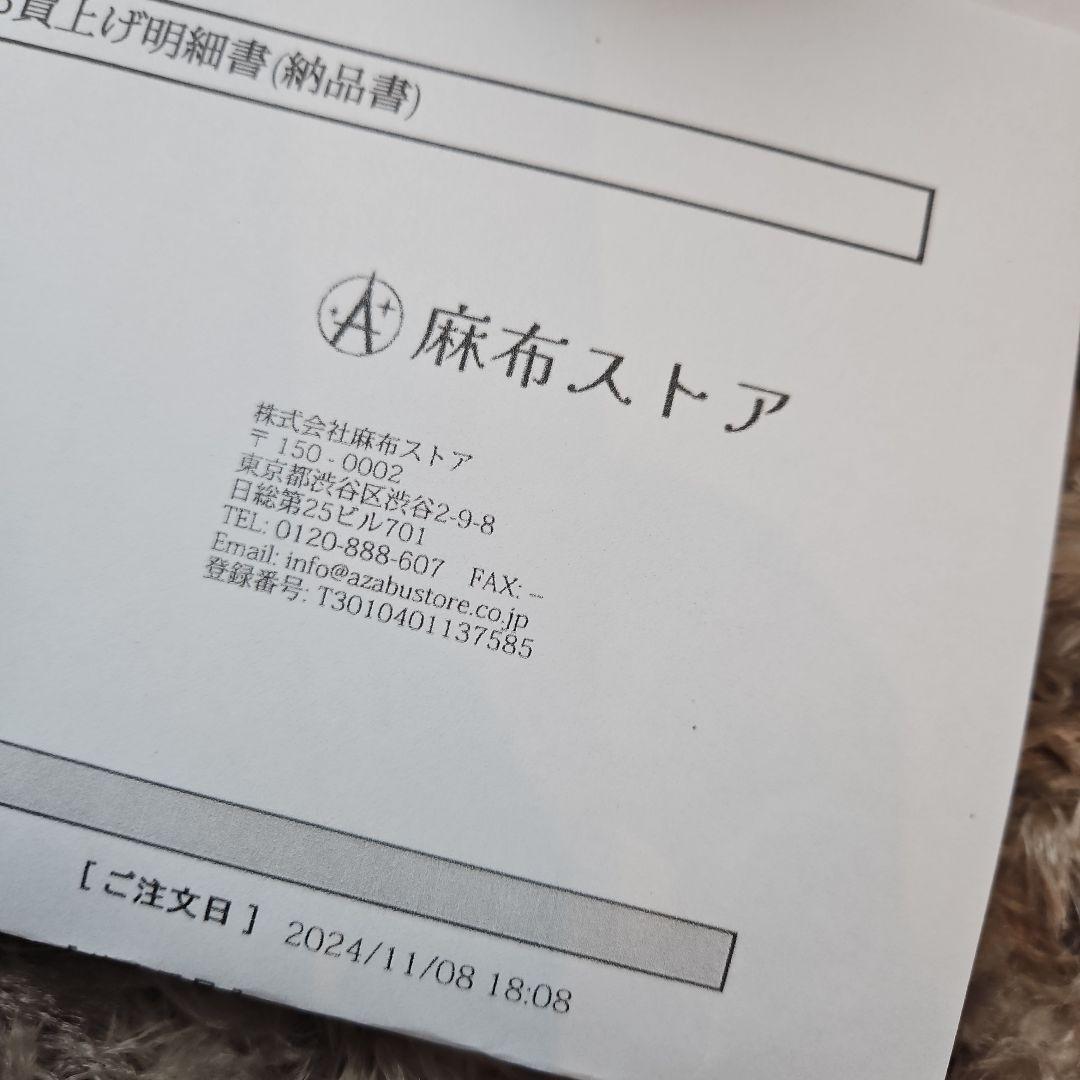 買上げ明細書(納品書)
麻布ストア
株式会社麻布ストア
〒150-0002
東京都渋谷区渋谷2-9-8
日総第25ビル701
TEL: 0120-888-607 FAX: _
Email: info@azabustore.co.jp
登録番号: T3010401137585
[ご注文日] 2024/11/08 18:08